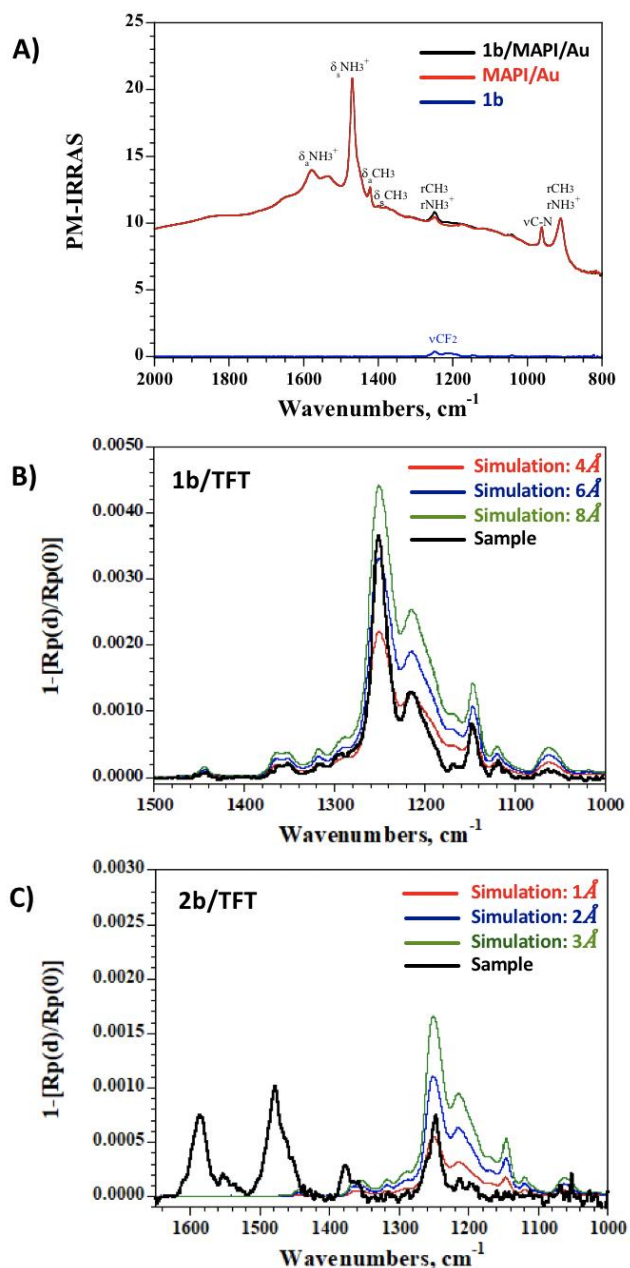 A)
1b/MAPI/Au
MAPI/Au
1b
25
20
15
10
5
0
PM-IRRAS
δₛNH3⁺
δₐNH3⁺
δₐCH3
δₛCH3
rCH3
rNH3⁺
νC-N
rCH3
rNH3⁺
νCF2
2000 1600 1400 1200 1000 800
Wavenumbers, cm⁻¹
B)
1b/TFT
Simulation: 4Å
Simulation: 6Å
Simulation: 8Å
Sample
0.0050
0.0040
0.0030
0.0020
0.0010
0.0000
1-[Rp(d)/Rp(0)]
1500 1400 1300 1200 1100 1000
Wavenumbers, cm⁻¹
C)
2b/TFT
Simulation: 1Å
Simulation: 2Å
Simulation: 3Å
Sample
0.0030
0.0025
0.0020
0.0015
0.0010
0.0005
0.0000
1-[Rp(d)/Rp(0)]
1600 1500 1400 1300 1200 1100 1000
Wavenumbers, cm⁻¹